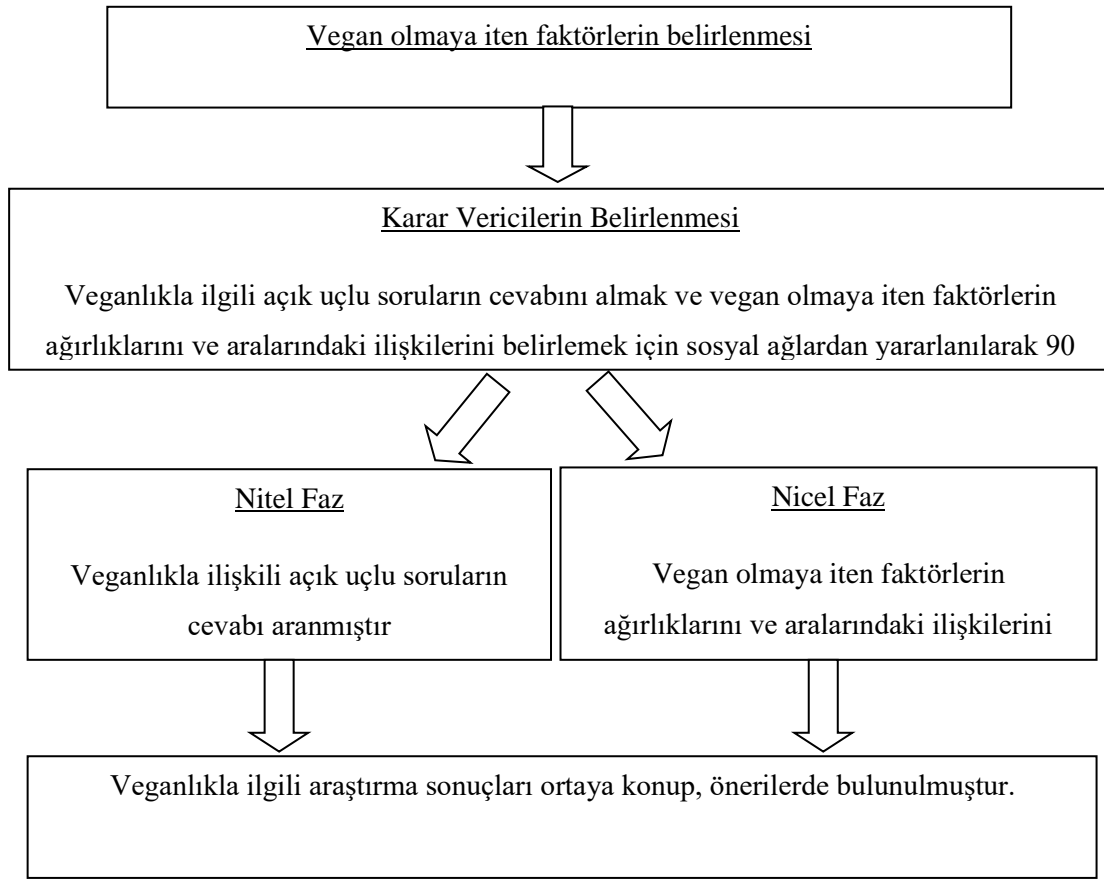 Vegan olmaya iten faktörlerin belirlenmesi
Karar Vericilerin Belirlenmesi
Veganlıkla ilgili açık uçlu soruların cevabını almak ve vegan olmaya iten faktörlerin
ağırlıklarını ve aralarındaki ilişkilerini belirlemek için sosyal ağlardan yararlanılarak 90
Nitel Faz
Veganlıkla ilişkili açık uçlu soruların
cevabı aranmıştır
Nicel Faz
Vegan olmaya iten faktörlerin
ağırlıklarını ve aralarındaki ilişkilerini
Veganlıkla ilgili araştırma sonuçları ortaya konup, önerilerde bulunulmuştur.